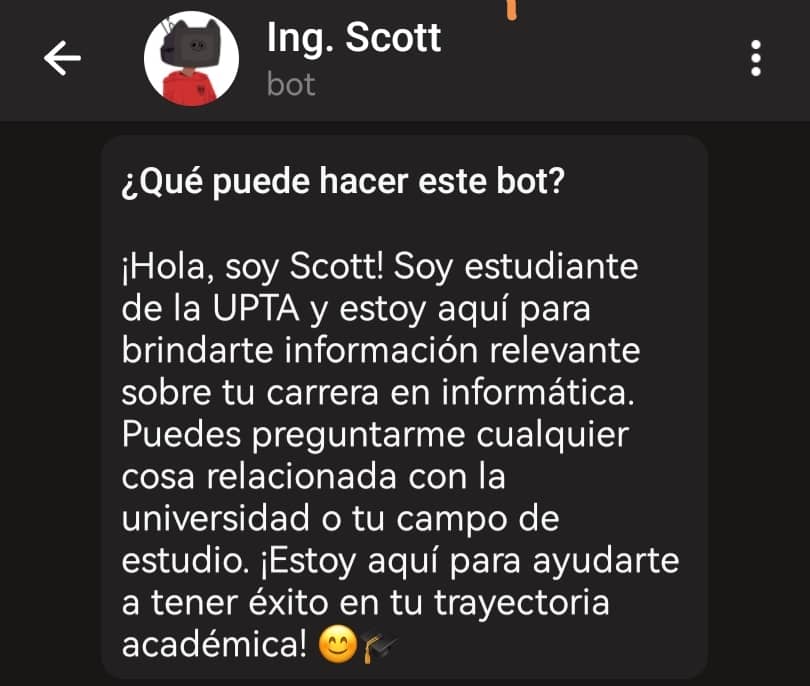 Ing. Scott
bot
¿Qué puede hacer este bot?
¡Hola, soy Scott! Soy estudiante
de la UPTA y estoy aquí para
brindarte información relevante
sobre tu carrera en informática.
Puedes preguntarme cualquier
cosa relacionada con la
universidad o tu campo de
estudio. ¡Estoy aquí para ayudarte
a tener éxito en tu trayectoria
académica! 😊🎓